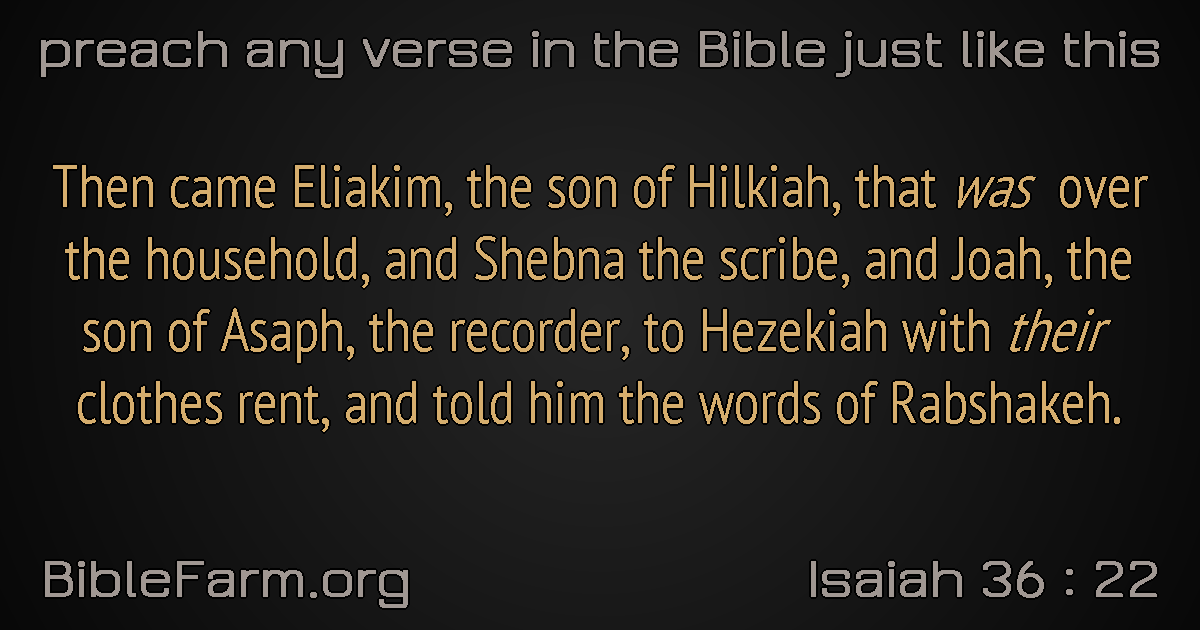 preach any verse in the Bible just like this
Then came Eliakim, the son of Hilkiah, that was over
the household, and Shebna the scribe, and Joah, the
son of Asaph, the recorder, to Hezekiah with their
clothes rent, and told him the words of Rabshakeh.
BibleFarm.org
Isaiah 36 : 22